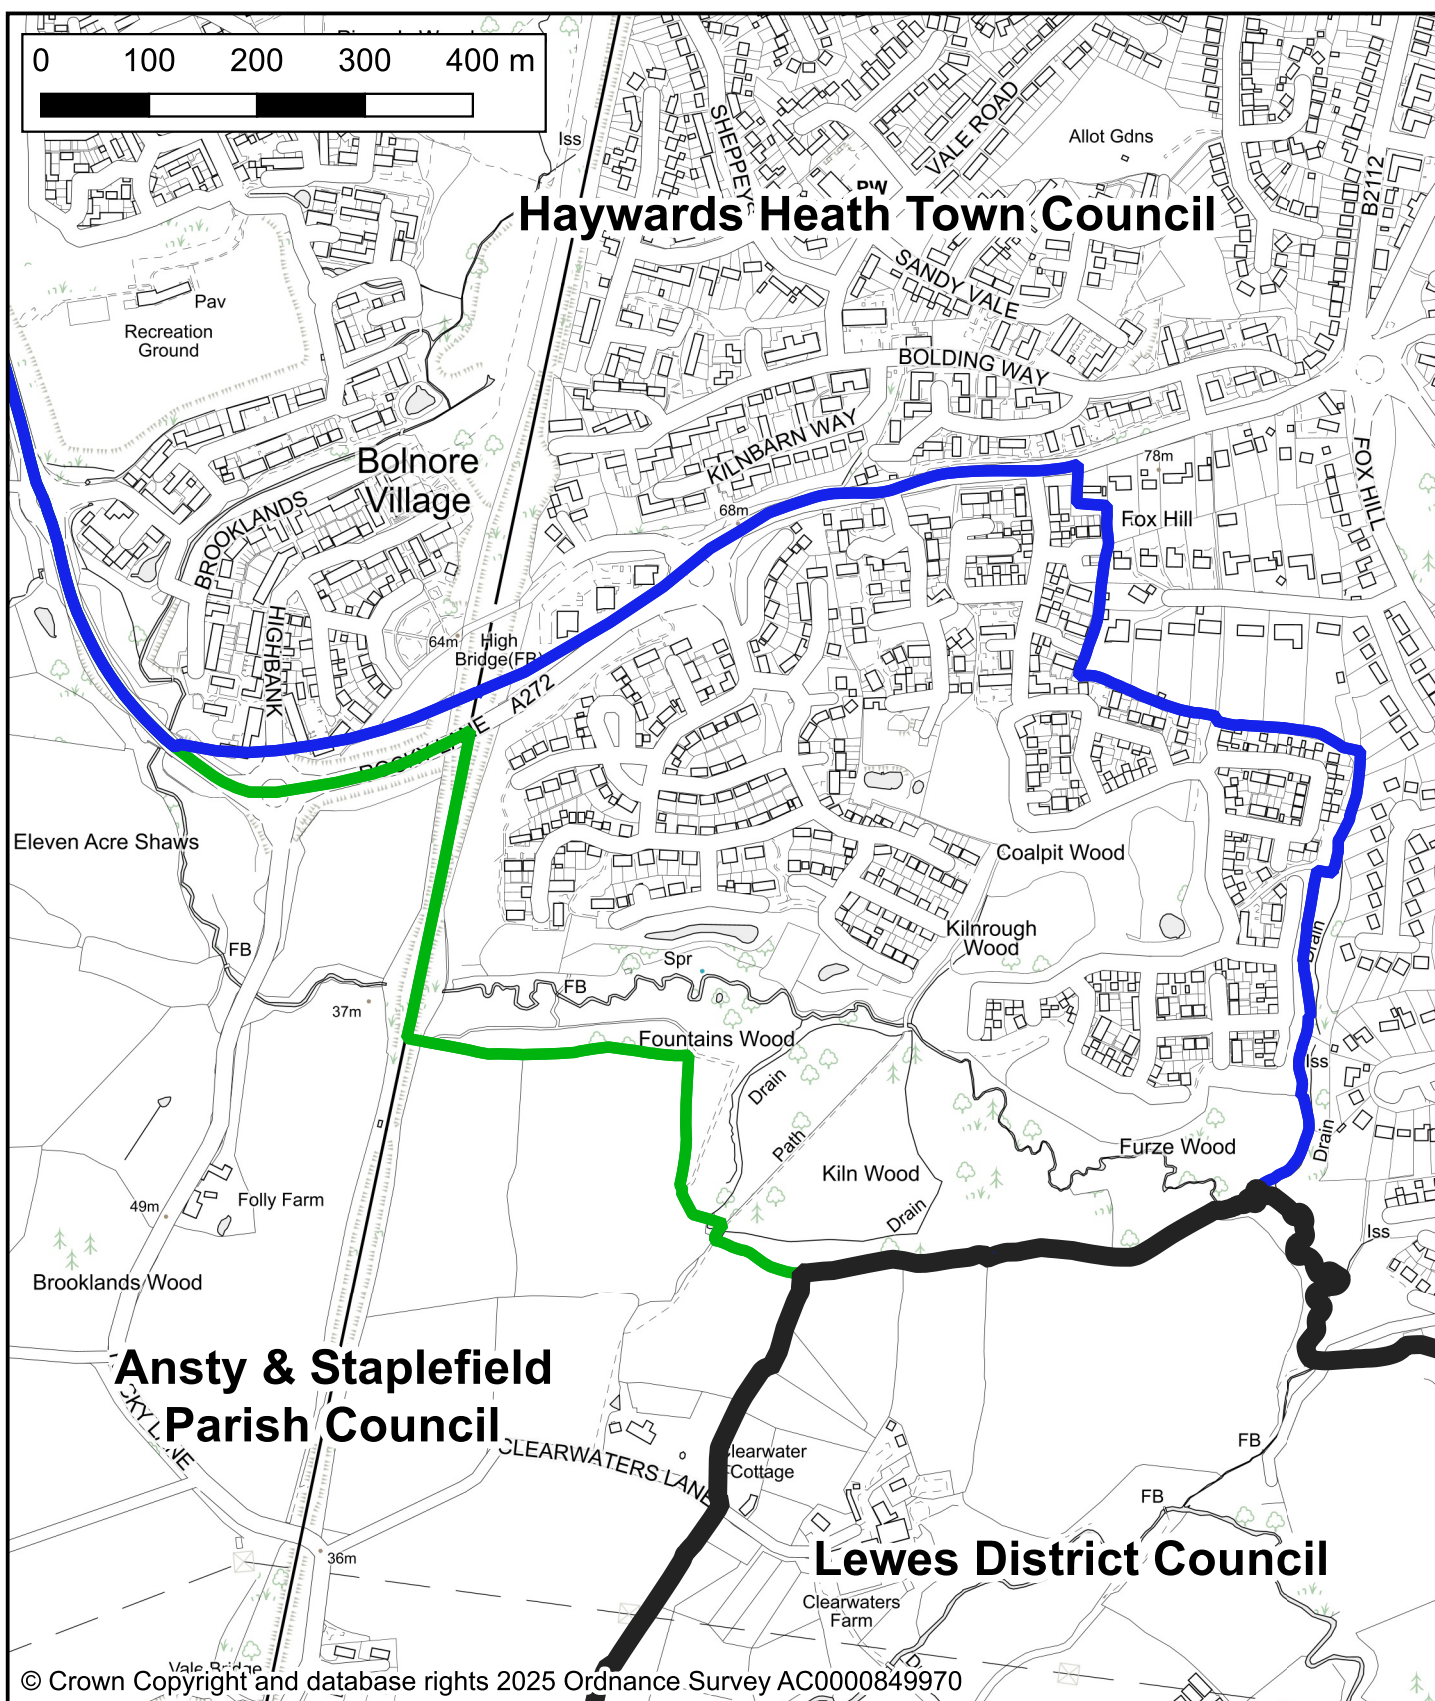 0 100 200 300 400 m
Iss
SHEPPEYS
VALE ROAD
Allot Gdns
B2112
PW
Haywards Heath Town Council
SANDY VALE
Pav
Recreation
Ground
BOLDING WAY
KILNBARN WAY
Bolnore
Village
78m
FOX HILL
68m
Fox Hill
BROOKLANDS
HIGHBANK
64m
High
Bridge(FB)
A272
Eleven Acre Shaws
Coalpit Wood
Kilnrough
Wood
Drain
FB
Spr
FB
37m
Fountains Wood
Iss
Drain
Path
Drain
Furze Wood
Kiln Wood
Folly Farm
49m
Drain
Iss
Brooklands Wood
Ansty & Staplefield
Parish Council
CLEARWATERS LANE
Clearwater
Cottage
FB
FB
36m
Lewes District Council
Clearwaters
Farm
Vale Bridge
© Crown Copyright and database rights 2025 Ordnance Survey AC0000849970